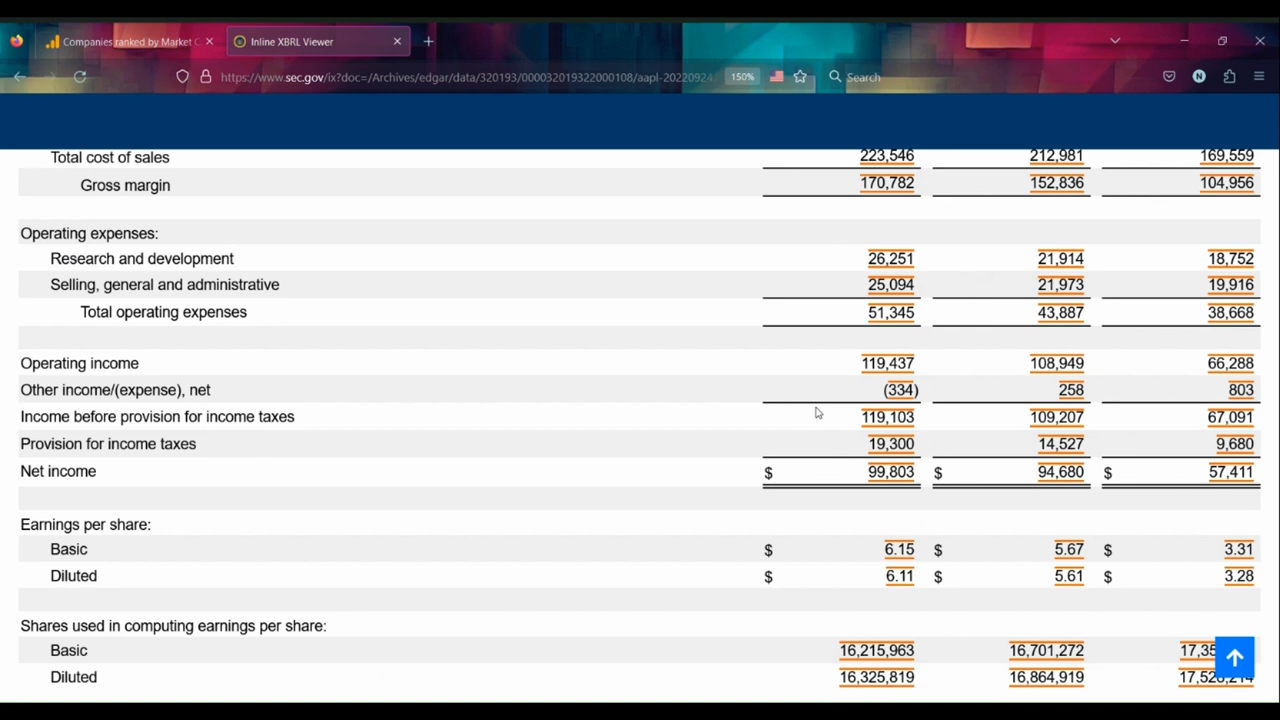 Companies ranked by Market C
Inline XBRL Viewer
https://www.sec.gov/ix?doc=/Archives/edgar/data/320193/000032019322000108/aapl-20220924 150% Search N
Total cost of sales 223,546 212,981 169,559
Gross margin 170,782 152,836 104,956
Operating expenses:
Research and development 26,251 21,914 18,752
Selling, general and administrative 25,094 21,973 19,916
Total operating expenses 51,345 43,887 38,668
Operating income 119,437 108,949 66,288
Other income/(expense), net (334) 258 803
Income before provision for income taxes 119,103 109,207 67,091
Provision for income taxes 19,300 14,527 9,680
Net income $ 99,803 $ 94,680 $ 57,411
Earnings per share:
Basic $ 6.15 $ 5.67 $ 3.31
Diluted $ 6.11 $ 5.61 $ 3.28
Shares used in computing earnings per share:
Basic 16,215,963 16,701,272
Diluted 16,325,819 16,864,919